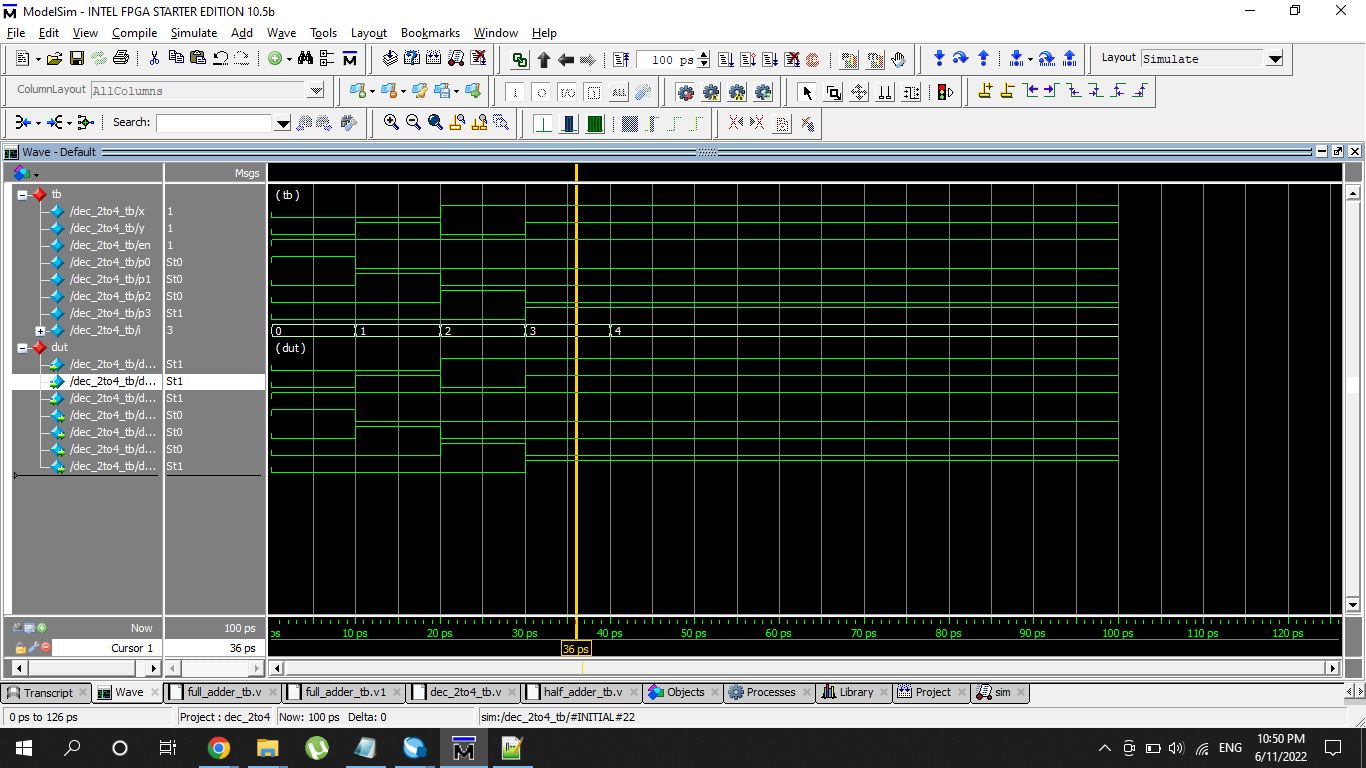 ModelSim - INTEL FPGA STARTER EDITION 10.5b
File Edit View Compile Simulate Add Wave Tools Layout Bookmarks Window Help
100 ps Layout Simulate
ColumnLayout AllColumns
Search:
Wave - Default
Msgs
tb (tb)
/dec_2to4_tb/x 1
/dec_2to4_tb/y 1
/dec_2to4_tb/en 1
/dec_2to4_tb/p0 St0
/dec_2to4_tb/p1 St0
/dec_2to4_tb/p2 St0
/dec_2to4_tb/p3 St1
/dec_2to4_tb/i 3 0 1 2 3 4
dut (dut)
/dec_2to4_tb/d... St1
/dec_2to4_tb/d... St1
/dec_2to4_tb/d... St1
/dec_2to4_tb/d... St0
/dec_2to4_tb/d... St0
/dec_2to4_tb/d... St0
/dec_2to4_tb/d... St1
Now 100 ps ps 10 ps 20 ps 30 ps 40 ps 50 ps 60 ps 70 ps 80 ps 90 ps 100 ps 110 ps 120 ps
Cursor 1 36 ps 36 ps
Transcript Wave full_adder_tb.v full_adder_tb.v1 dec_2to4_tb.v half_adder_tb.v Objects Processes Library Project sim
0 ps to 126 ps Project : dec_2to4 Now: 100 ps Delta: 0 sim:/dec_2to4_tb/#INITIAL#22
ENG 10:50 PM
6/11/2022